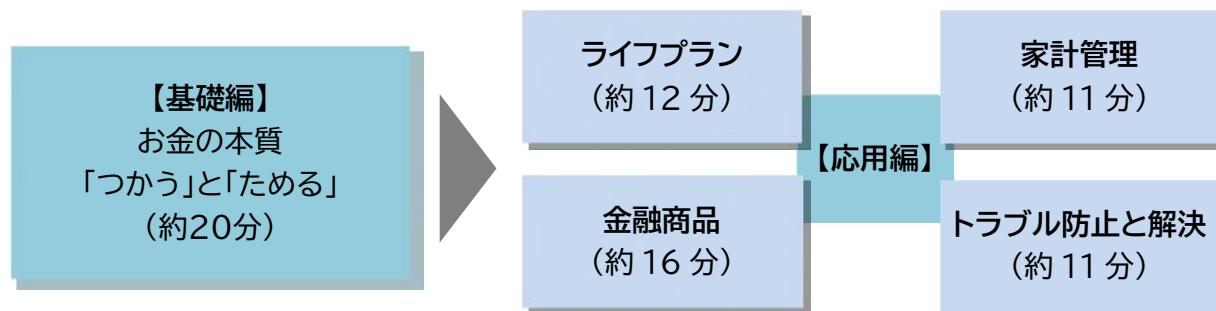 【基礎編】
お金の本質
「つかう」と「ためる」
（約20分）
ライフプラン
（約 12 分）
家計管理
（約 11 分）
【応用編】
金融商品
（約 16 分）
トラブル防止と解決
（約 11 分）